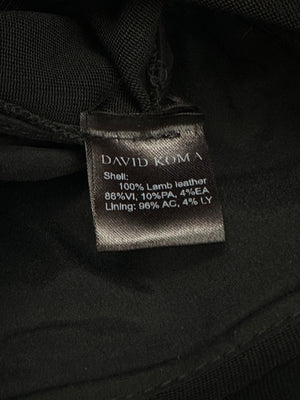 DAVID KOMA
Shell:
100% Lamb leather
86%VI, 10%PA, 4%EA
Lining: 96% AC, 4% LY